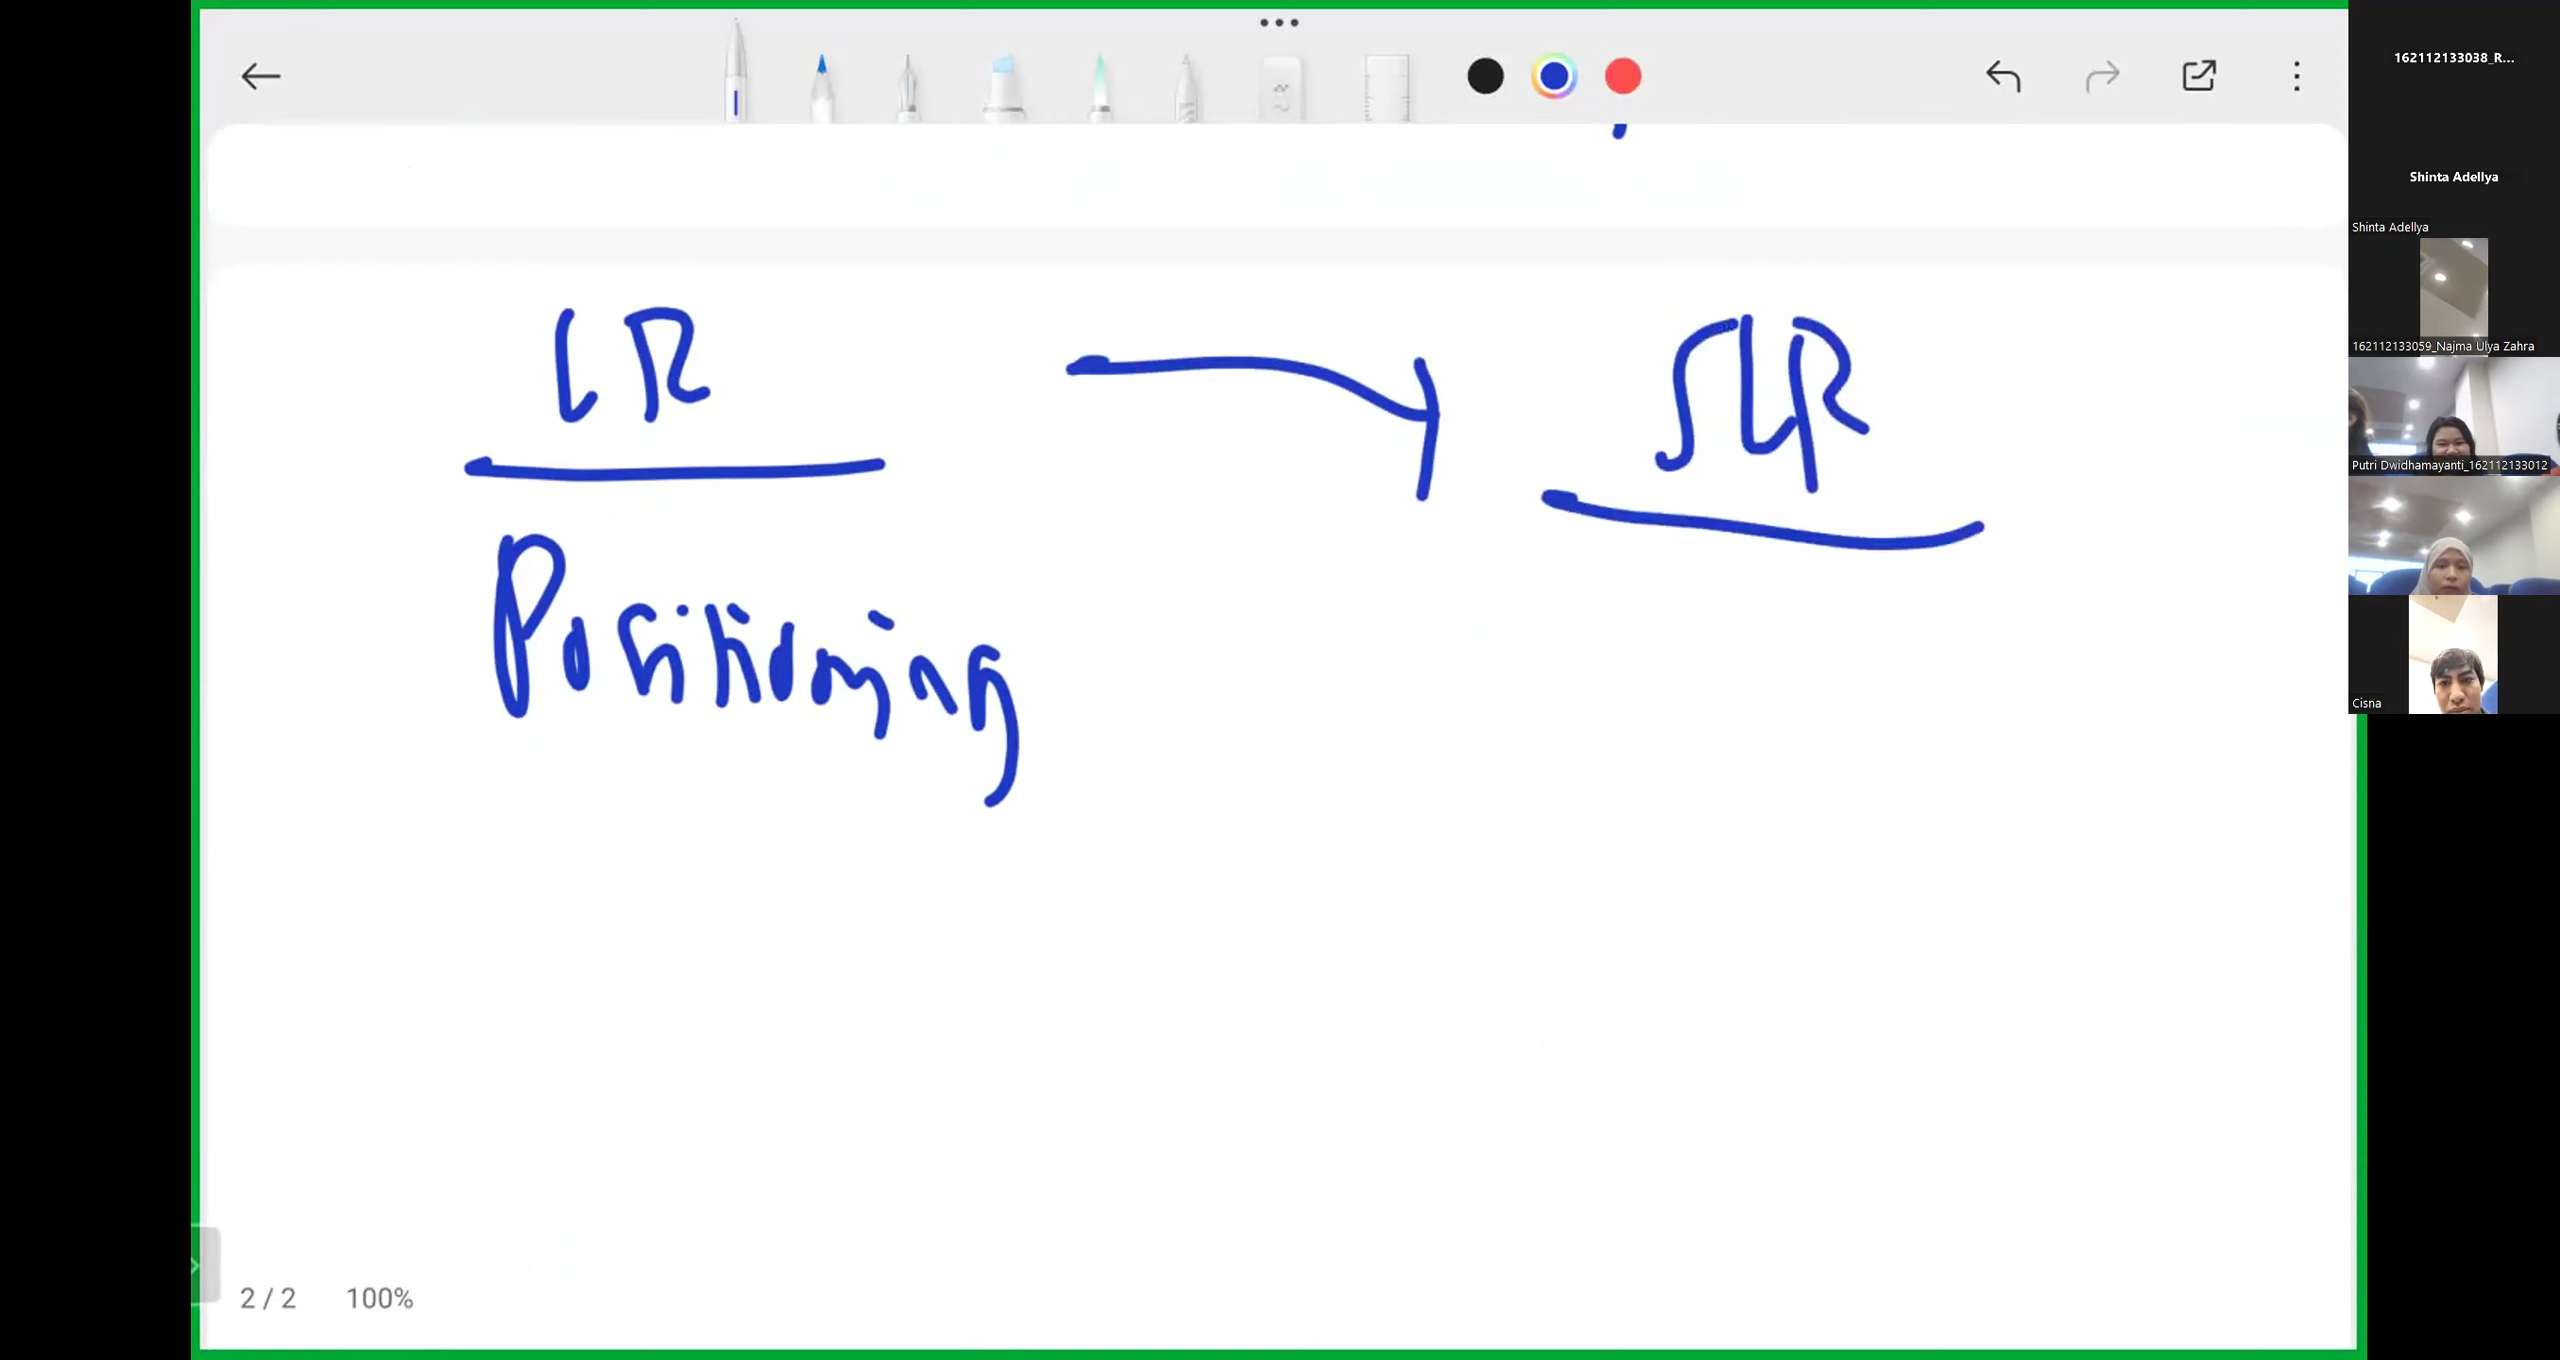 162112133038_R...
Shinta Adellya
Shinta Adellya
162112133059_Najma Ulya Zahra
Putri Dwidhamayanti_162112133012
Cisna
LR
SLR
Positioning
2 / 2
100%